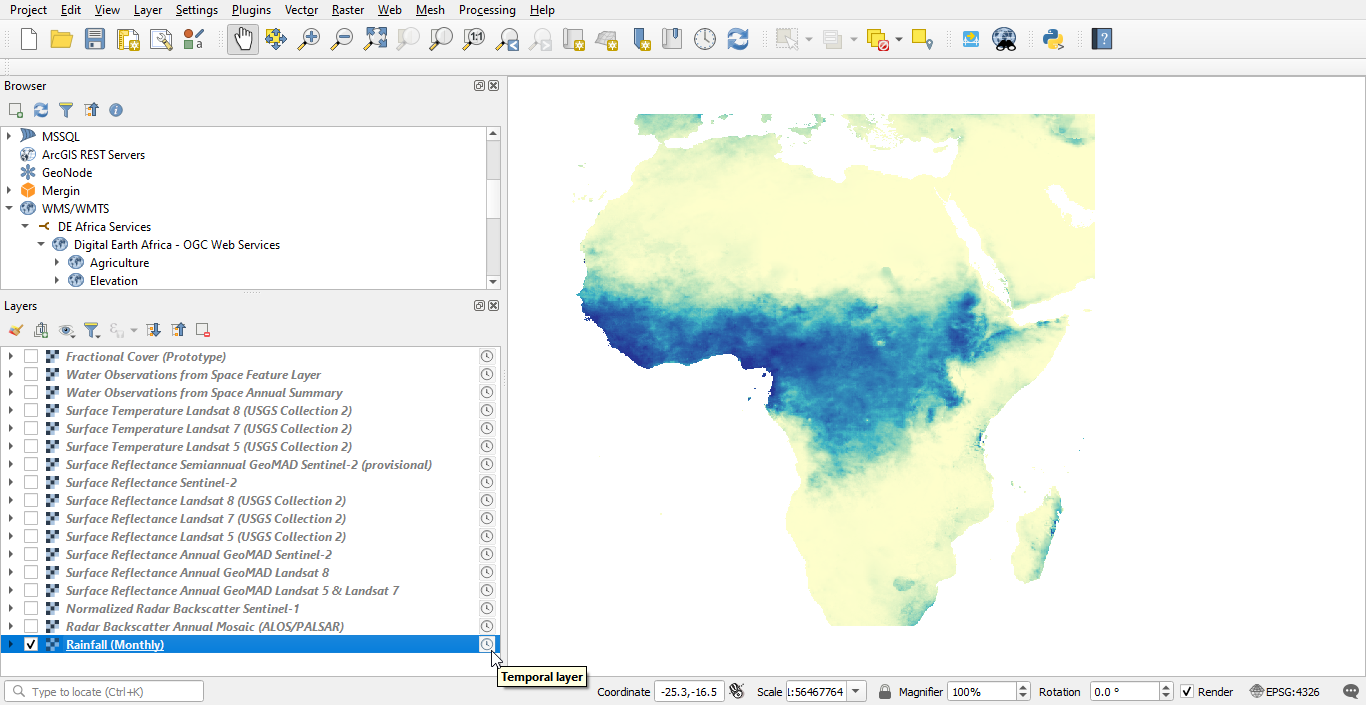 Project Edit View Layer Settings Plugins Vector Raster Web Mesh Processing Help
1:1
a
?
Browser
MSSQL
ArcGIS REST Servers
GeoNode
Mergin
WMS/WMTS
DE Africa Services
Digital Earth Africa - OGC Web Services
Agriculture
Elevation
Layers
Fractional Cover (Prototype)
Water Observations from Space Feature Layer
Water Observations from Space Annual Summary
Surface Temperature Landsat 8 (USGS Collection 2)
Surface Temperature Landsat 7 (USGS Collection 2)
Surface Temperature Landsat 5 (USGS Collection 2)
Surface Reflectance Semiannual GeoMAD Sentinel-2 (provisional)
Surface Reflectance Sentinel-2
Surface Reflectance Landsat 8 (USGS Collection 2)
Surface Reflectance Landsat 7 (USGS Collection 2)
Surface Reflectance Landsat 5 (USGS Collection 2)
Surface Reflectance Annual GeoMAD Sentinel-2
Surface Reflectance Annual GeoMAD Landsat 8
Surface Reflectance Annual GeoMAD Landsat 5 & Landsat 7
Normalized Radar Backscatter Sentinel-1
Radar Backscatter Annual Mosaic (ALOS/PALSAR)
Rainfall (Monthly)
Temporal layer
Type to locate (Ctrl+K) Coordinate -25.3,-16.5 Scale 1:56467764 Magnifier 100% Rotation 0.0 ° Render EPSG:4326